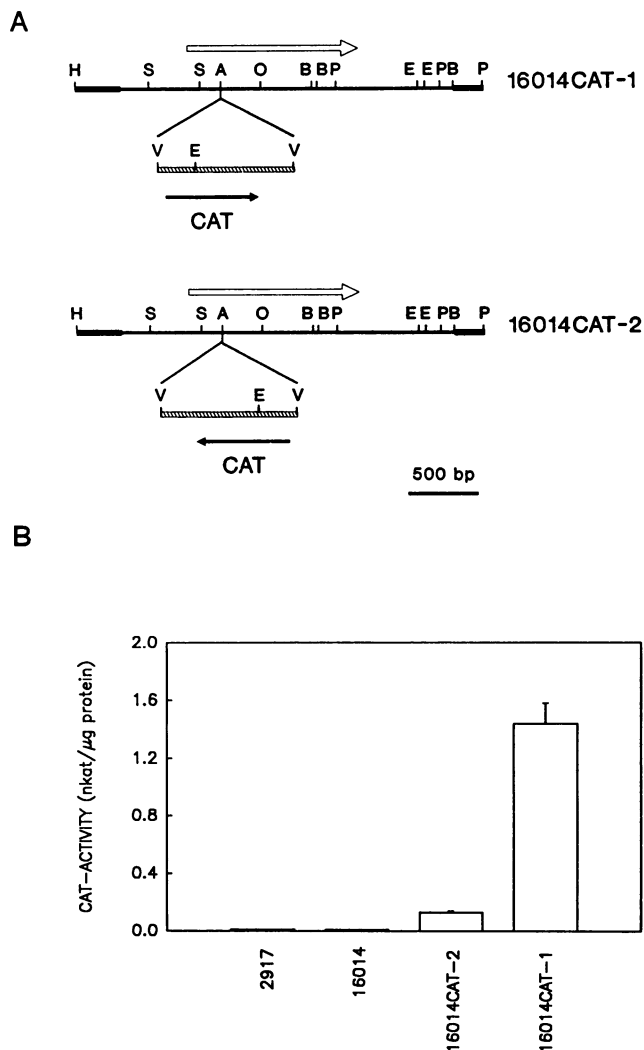 A
H S S A O B B P E E P B P 16014CAT-1
V E V
CAT
H S S A O B B P E E P B P 16014CAT-2
V E V
CAT
500 bp
B
CAT-ACTIVITY (nkat/µg protein)
2.0
1.6
1.2
0.8
0.4
0.0
2917
16014
16014CAT-2
16014CAT-1